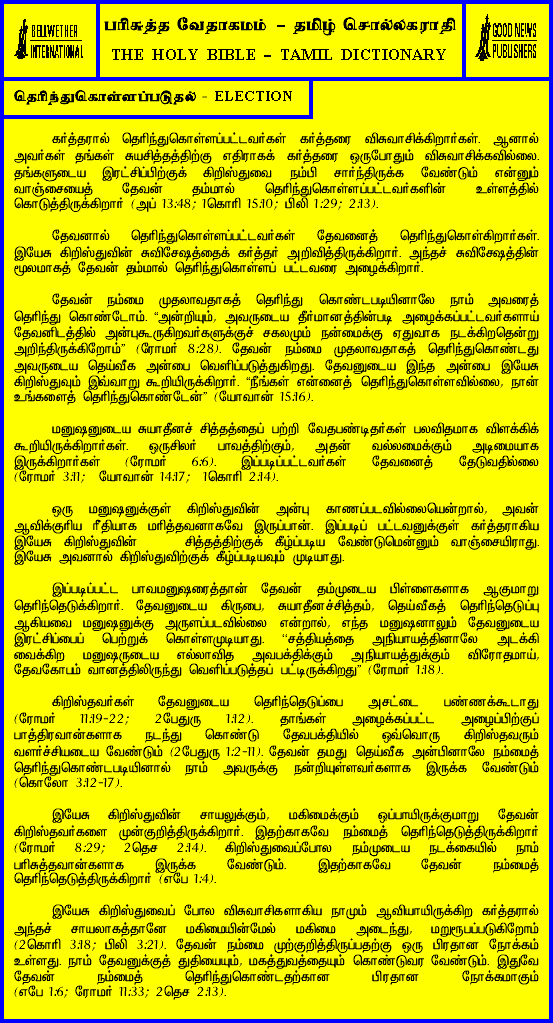 BELLWETHER
INTERNATIONAL
பரிசுத்த வேதாகமம் – தமிழ் சொல்லகராதி
THE HOLY BIBLE – TAMIL DICTIONARY
GOOD NEWS
PUBLISHERS
தெரிந்துகொள்ளப்படுதல் - ELECTION
கர்த்தரால் தெரிந்துகொள்ளப்பட்டவர்கள் கர்த்தரை விசுவாசிக்கிறார்கள். ஆனால்
அவர்கள் தங்கள் சுயசித்தத்திற்கு எதிராகக் கர்த்தரை ஒருபோதும் விசுவாசிக்கவில்லை.
தங்களுடைய இரட்சிப்பிற்குக் கிறிஸ்துவை நம்பி சார்ந்திருக்க வேண்டும் என்னும்
வாஞ்சையைத் தேவன் தம்மால் தெரிந்துகொள்ளப்பட்டவர்களின் உள்ளத்தில்
கொடுத்திருக்கிறார் (அப் 13:48; 1கொரி 15:10; பிலி 1:29; 2:13).
தேவனால் தெரிந்துகொள்ளப்பட்டவர்கள் தேவனைத் தெரிந்துகொள்கிறார்கள்.
இயேசு கிறிஸ்துவின் சுவிசேஷத்தைக் கர்த்தர் அறிவித்திருக்கிறார். அந்தச் சுவிசேஷத்தின்
மூலமாகத் தேவன் தம்மால் தெரிந்துகொள்ளப் பட்டவரை அழைக்கிறார்.
தேவன் நம்மை முதலாவதாகத் தெரிந்து கொண்டபடியினாலே நாம் அவரைத்
தெரிந்து கொண்டோம். “அன்றியும், அவருடைய தீர்மானத்தின்படி அழைக்கப்பட்டவர்களாய்
தேவனிடத்தில் அன்புகூருகிறவர்களுக்குச் சகலமும் நன்மைக்கு ஏதுவாக நடக்கிறதென்று
அறிந்திருக்கிறோம்” (ரோமர் 8:28). தேவன் நம்மை முதலாவதாகத் தெரிந்துகொண்டது
அவருடைய தெய்வீக அன்பை வெளிப்படுத்துகிறது. தேவனுடைய இந்த அன்பை இயேசு
கிறிஸ்துவும் இவ்வாறு கூறியிருக்கிறார். “நீங்கள் என்னைத் தெரிந்துகொள்ளவில்லை, நான்
உங்களைத் தெரிந்துகொண்டேன்” (யோவான் 15:16).
மனுஷனுடைய சுயாதீனச் சித்தத்தைப் பற்றி வேதபண்டிதர்கள் பலவிதமாக விளக்கிக்
கூறியிருக்கிறார்கள். ஒருசிலர் பாவத்திற்கும், அதன் வல்லமைக்கும் அடிமையாக
இருக்கிறார்கள் (ரோமர் 6:6). இப்படிப்பட்டவர்கள் தேவனைத் தேடுவதில்லை
(ரோமர் 3:11; யோவான் 14:17; 1கொரி 2:14).
ஒரு மனுஷனுக்குள் கிறிஸ்துவின் அன்பு காணப்படவில்லையென்றால், அவன்
ஆவிக்குரிய ரீதியாக மரித்தவனாகவே இருப்பான். இப்படிப் பட்டவனுக்குள் கர்த்தராகிய
இயேசு கிறிஸ்துவின் சித்தத்திற்குக் கீழ்ப்படிய வேண்டுமென்னும் வாஞ்சையிராது.
இயேசு அவனால் கிறிஸ்துவிற்குக் கீழ்ப்படியவும் முடியாது.
இப்படிப்பட்ட பாவமனுஷரைத்தான் தேவன் தம்முடைய பிள்ளைகளாக ஆகுமாறு
தெரிந்தெடுக்கிறார். தேவனுடைய கிருபை, சுயாதீனச்சித்தம், தெய்வீகத் தெரிந்தெடுப்பு
ஆகியவை மனுஷனுக்கு அருளப்படவில்லை என்றால், எந்த மனுஷனாலும் தேவனுடைய
இரட்சிப்பைப் பெற்றுக் கொள்ளமுடியாது. “சத்தியத்தை அநியாயத்தினாலே அடக்கி
வைக்கிற மனுஷருடைய எல்லாவித அவபக்திக்கும் அநியாயத்துக்கும் விரோதமாய்,
தேவகோபம் வானத்திலிருந்து வெளிப்படுத்தப் பட்டிருக்கிறது” (ரோமர் 1:18).
கிறிஸ்தவர்கள் தேவனுடைய தெரிந்தெடுப்பை அசட்டை பண்ணக்கூடாது
(ரோமர் 11:19-22; 2பேதுரு 1:12). தாங்கள் அழைக்கப்பட்ட அழைப்பிற்குப்
பாத்திரவான்களாக நடந்து கொண்டு தேவபக்தியில் ஒவ்வொரு கிறிஸ்தவரும்
வளர்ச்சியடைய வேண்டும் (2பேதுரு 1:2-11). தேவன் தமது தெய்வீக அன்பினாலே நம்மைத்
தெரிந்துகொண்டபடியினால் நாம் அவருக்கு நன்றியுள்ளவர்களாக இருக்க வேண்டும்
(கொலோ 3:12-17).
இயேசு கிறிஸ்துவின் சாயலுக்கும், மகிமைக்கும் ஒப்பாயிருக்குமாறு தேவன்
கிறிஸ்தவர்களை முன்குறித்திருக்கிறார். இதற்காகவே நம்மைத் தெரிந்தெடுத்திருக்கிறார்
(ரோமர் 8:29; 2தெச 2:14). கிறிஸ்துவைப்போல நம்முடைய நடக்கையில் நாம்
பரிசுத்தவான்களாக இருக்க வேண்டும். இதற்காகவே தேவன் நம்மைத்
தெரிந்தெடுத்திருக்கிறார் (எபே 1:4).
இயேசு கிறிஸ்துவைப் போல விசுவாசிகளாகிய நாமும் ஆவியாயிருக்கிற கர்த்தரால்
அந்தச் சாயலாகத்தானே மகிமையின்மேல் மகிமை அடைந்து, மறுரூபப்படுகிறோம்
(2கொரி 3:18; பிலி 3:21). தேவன் நம்மை முற்குறித்திருப்பதற்கு ஒரு பிரதான நோக்கம்
உள்ளது. நாம் தேவனுக்குத் துதியையும், மகத்துவத்தையும் கொண்டுவர வேண்டும். இதுவே
தேவன் நம்மைத் தெரிந்துகொண்டதற்கான பிரதான நோக்கமாகும்
(எபே 1:6; ரோமர் 11:33; 2தெச 2:13).